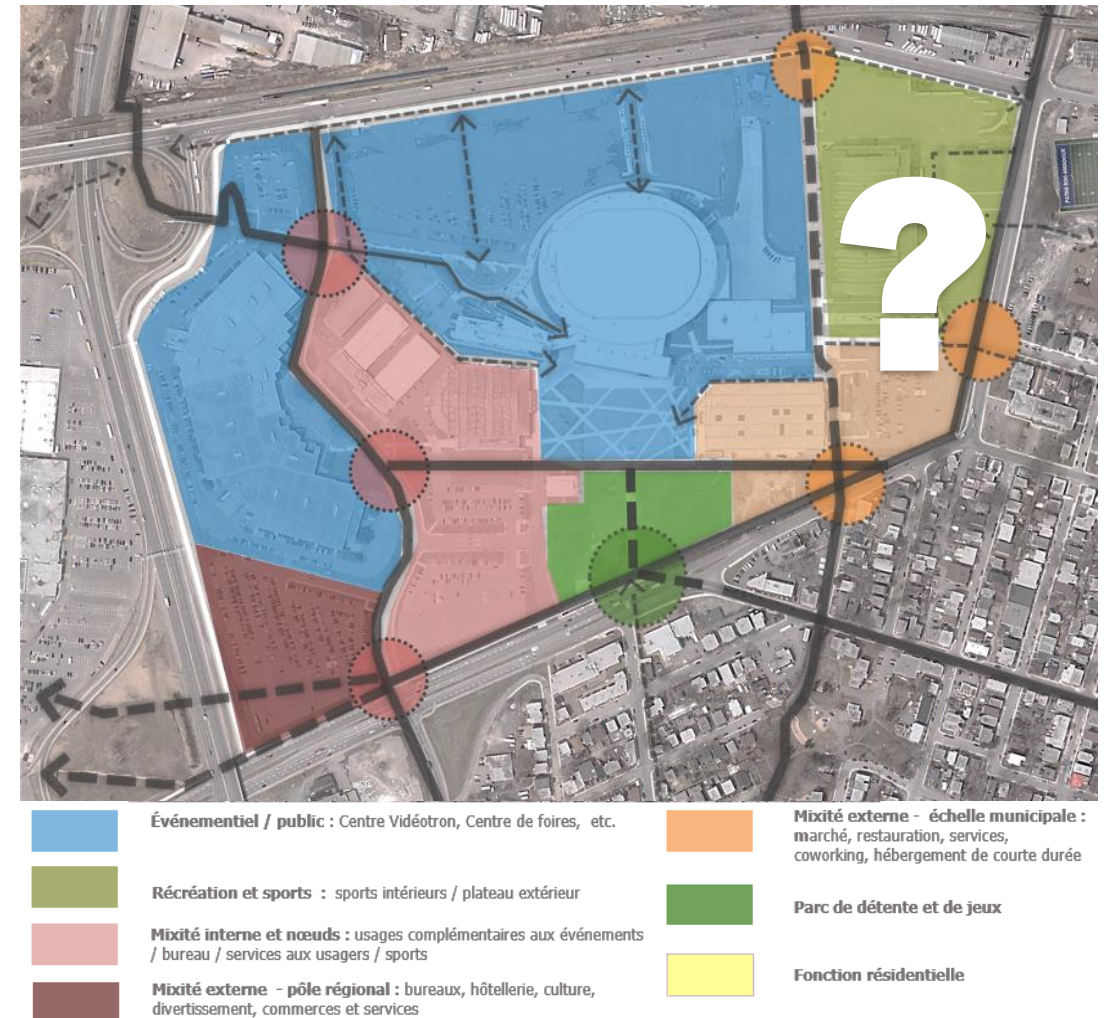 PATRO ROC-AMADOUR
?
Événementiel / public : Centre Vidéotron, Centre de foires, etc.
Récréation et sports : sports intérieurs / plateau extérieur
Mixité interne et nœuds : usages complémentaires aux événements
/ bureau / services aux usagers / sports
Mixité externe - pôle régional : bureaux, hôtellerie, culture,
divertissement, commerces et services
Mixité externe - échelle municipale :
marché, restauration, services,
coworking, hébergement de courte durée
Parc de détente et de jeux
Fonction résidentielle